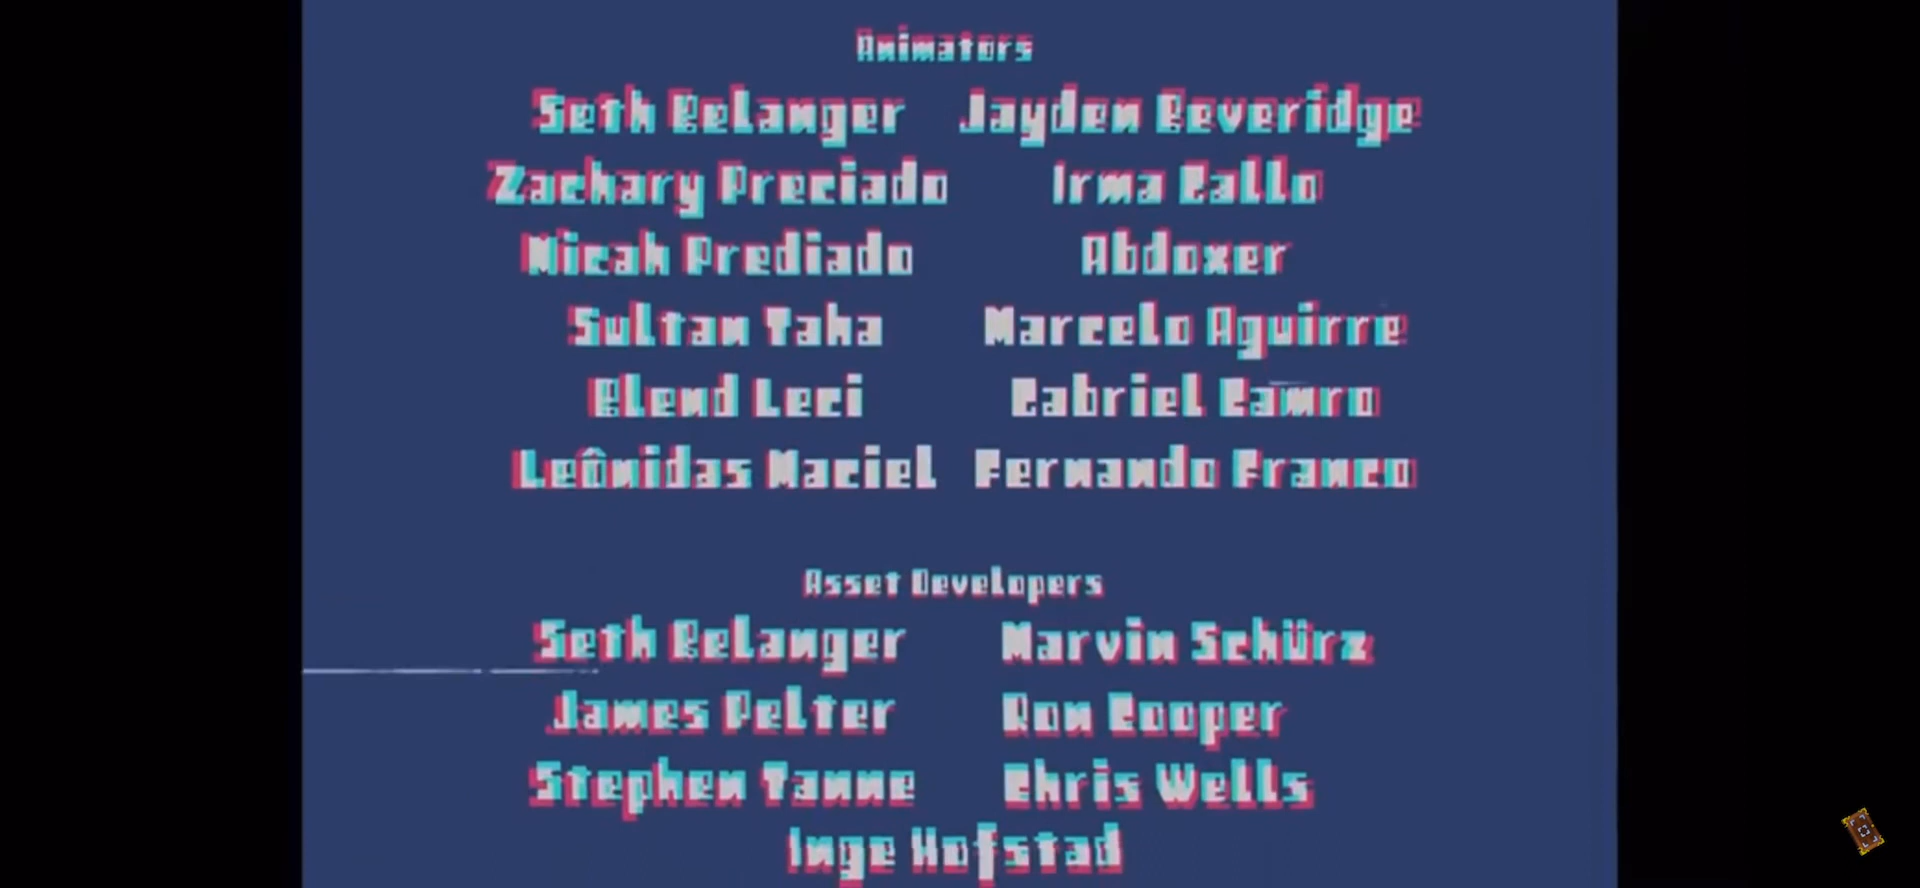 Animators
Seth Belanger Jayden Beveridge
Zachary Preciado Irma Gallo
Micah Prediado Abdoxer
Sultan Taha Marcelo Aguirre
Blend Leci Gabriel
Leônidas Maciel Fernando Franco
Asset Developers
Seth Belanger Marvin Schürz
James Pelter Ron Cooper
Stephen Chris Wells
Inge Hofstad